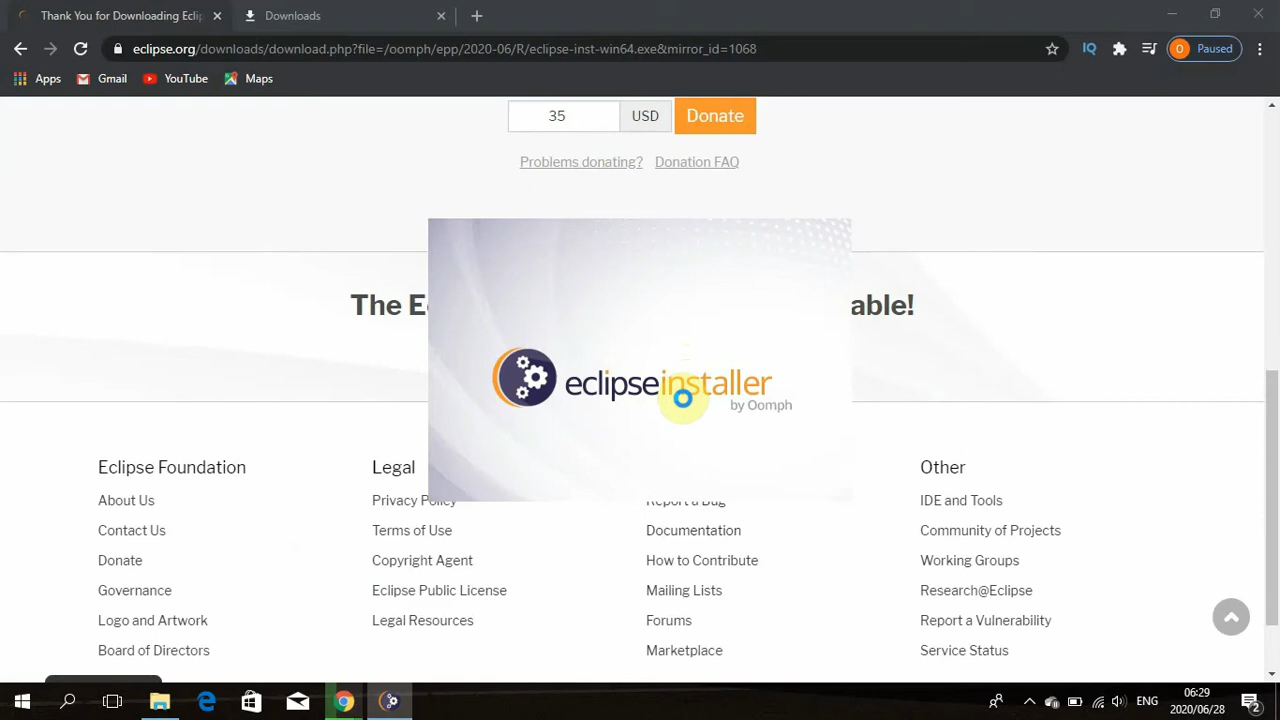 Thank You for Downloading Ecli
Downloads
eclipse.org/downloads/download.php?file=/oomph/epp/2020-06/R/eclipse-inst-win64.exe&mirror_id=1068
IQ
O Paused
Apps Gmail YouTube Maps
35 USD Donate
Problems donating? Donation FAQ
The E able!
eclipseinstaller
by Oomph
Eclipse Foundation
About Us
Contact Us
Donate
Governance
Logo and Artwork
Board of Directors
Legal
Privacy Policy
Terms of Use
Copyright Agent
Eclipse Public License
Legal Resources
Report a Bug
Documentation
How to Contribute
Mailing Lists
Forums
Marketplace
Other
IDE and Tools
Community of Projects
Working Groups
Research@Eclipse
Report a Vulnerability
Service Status
ENG
06:29
2020/06/28
2